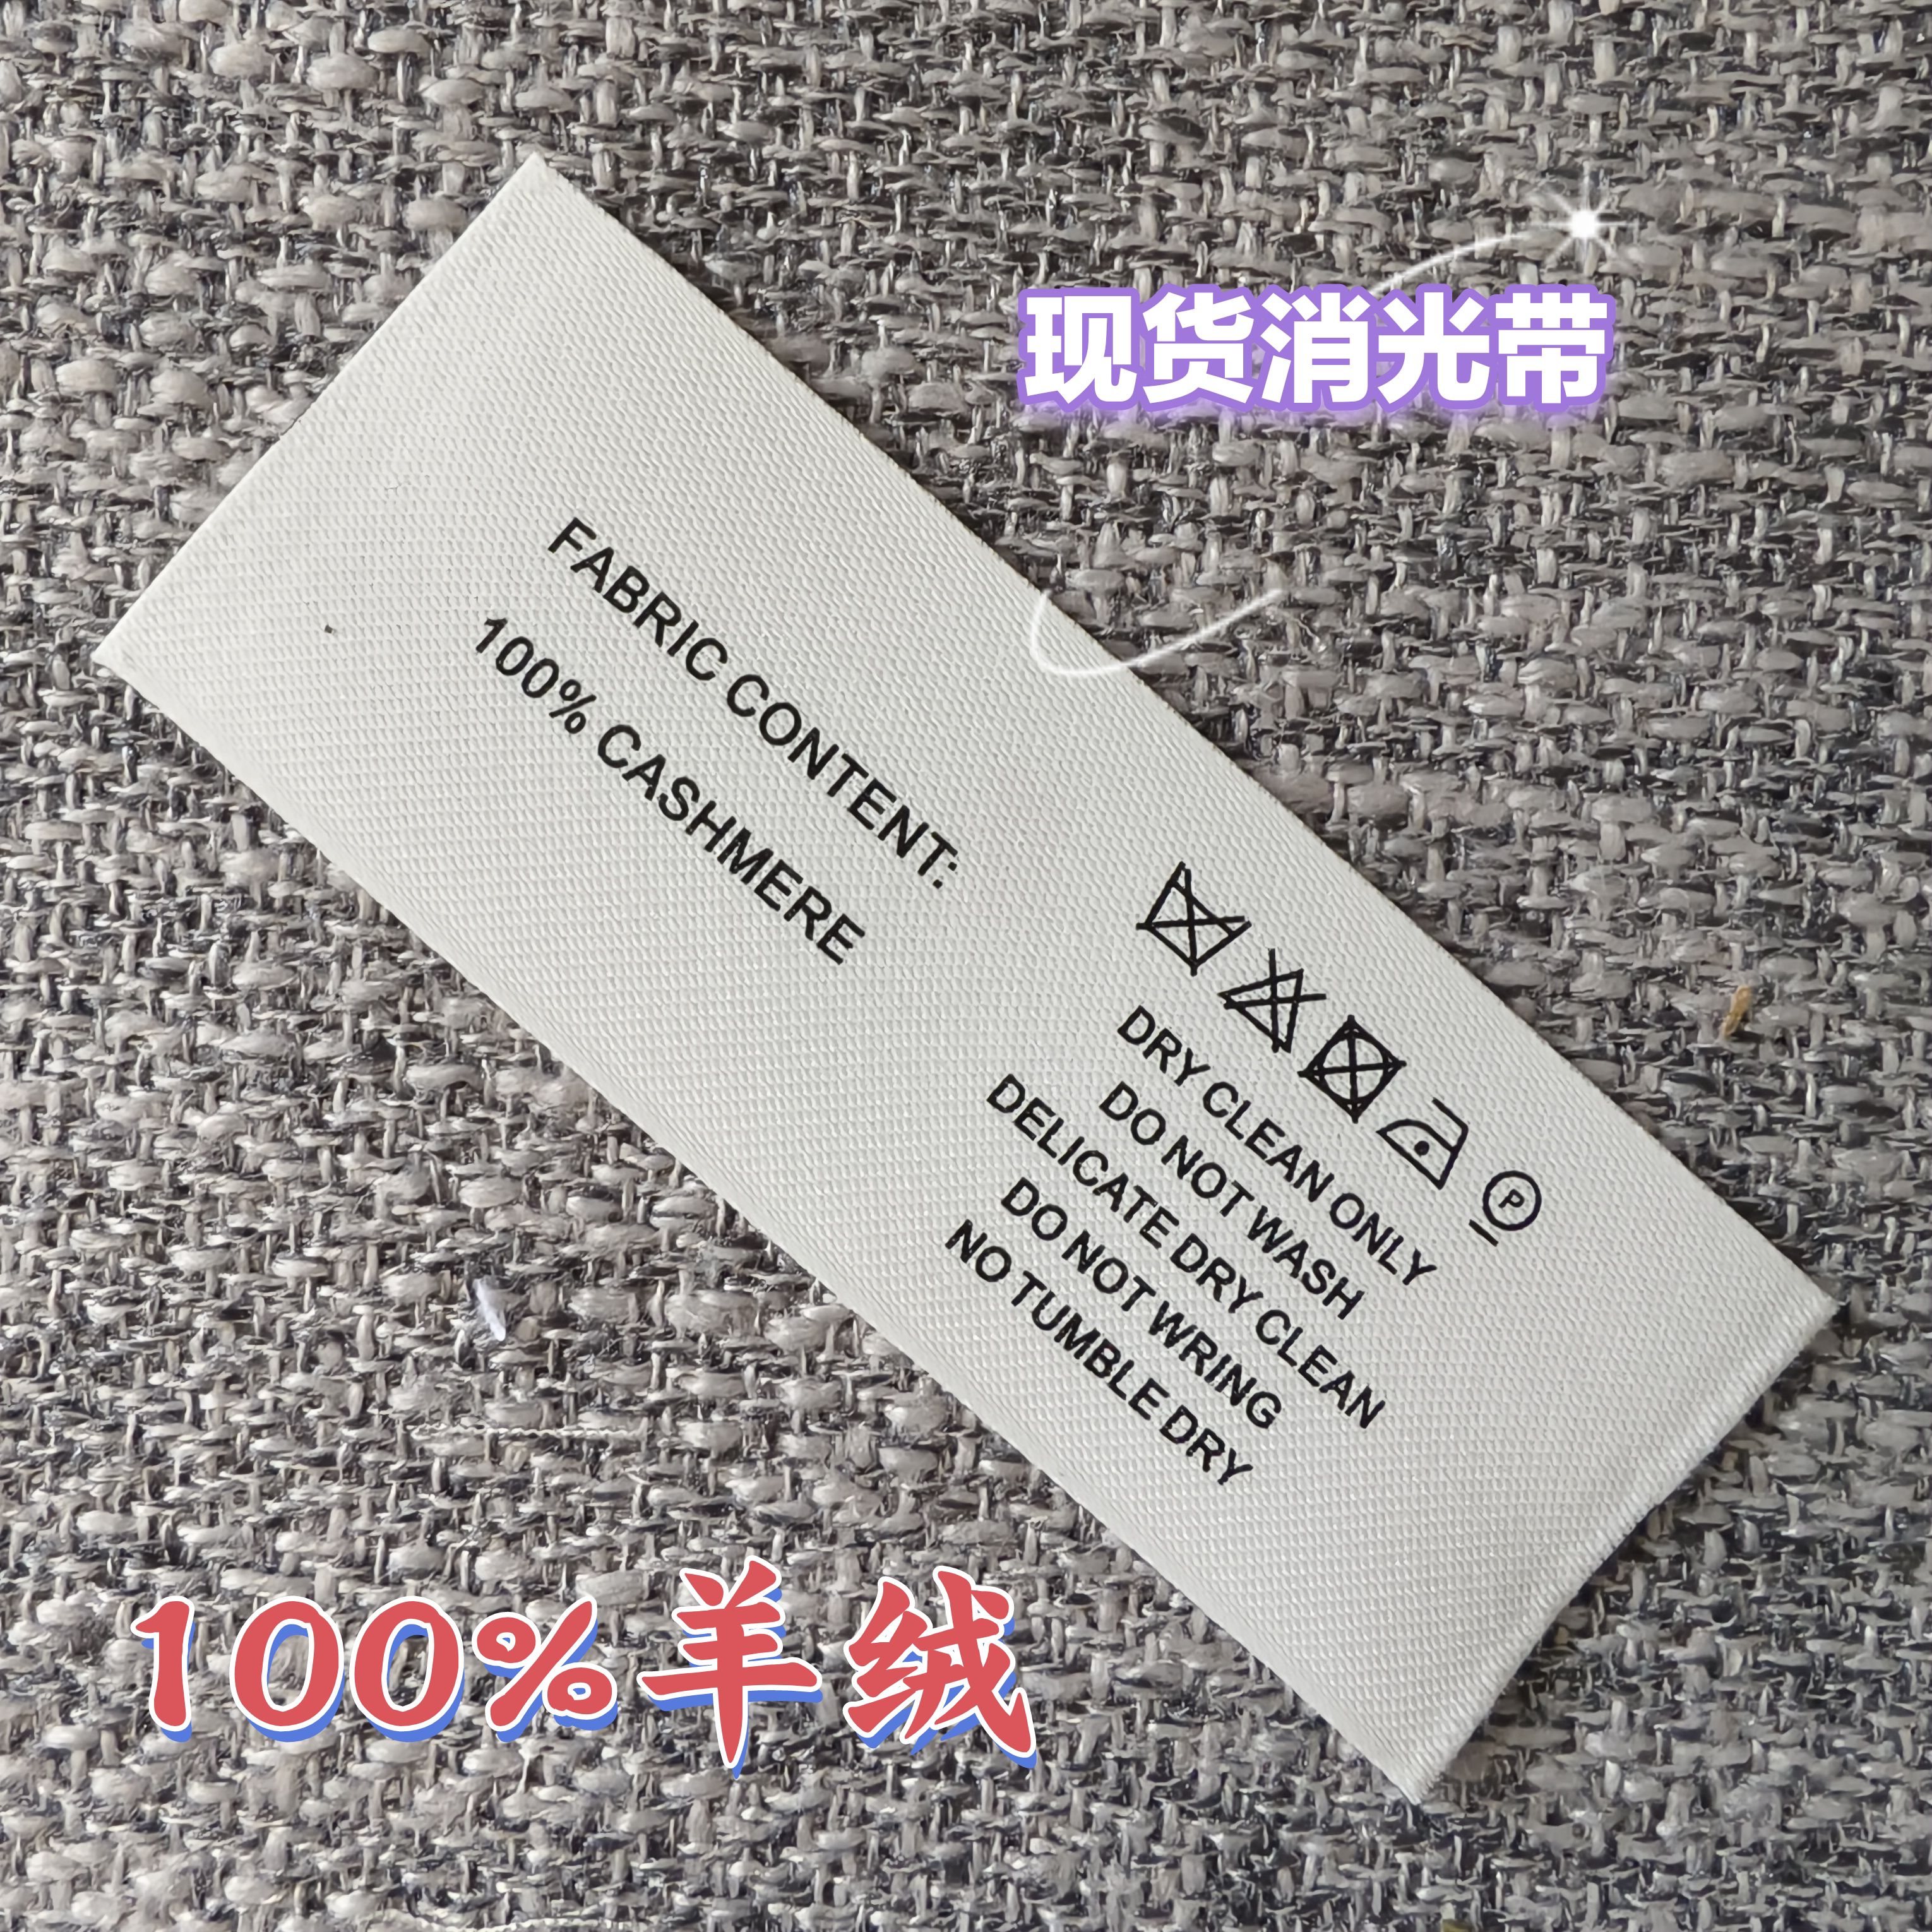 现货消光带
FABRIC CONTENT:
100% CASHMERE
P
DRY CLEAN ONLY
DO NOT WASH
DELICATE DRY CLEAN
DO NOT WRING
NO TUMBLE DRY
100%羊绒